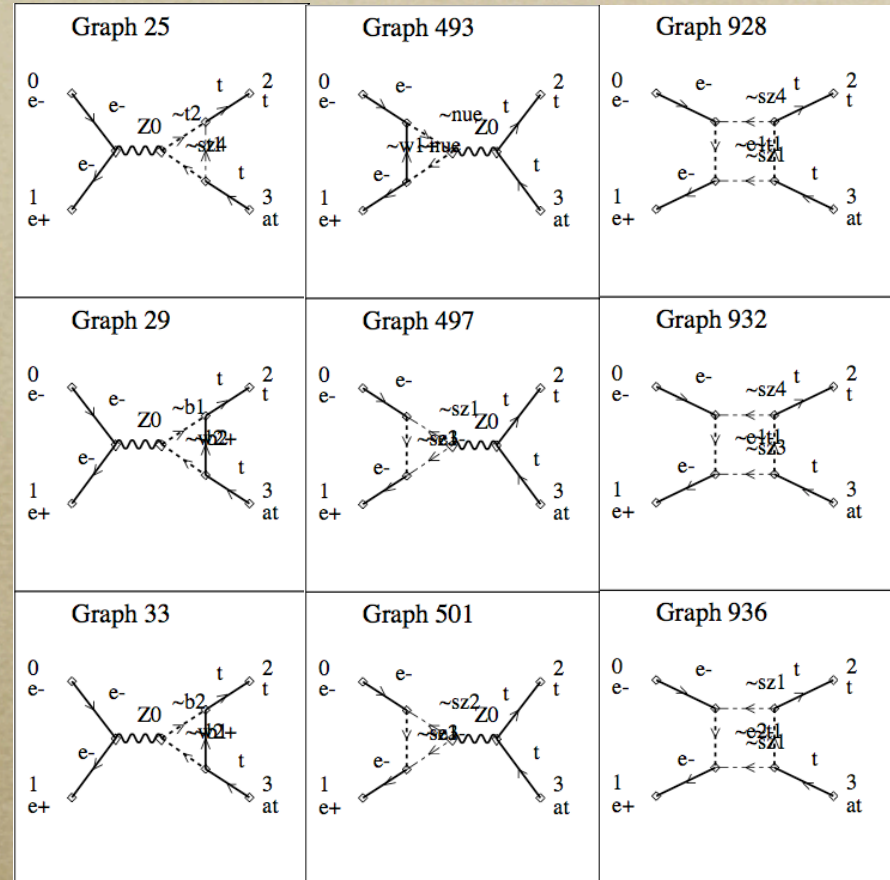 Graph 25
0
e-
e-
Z0
~t2
t
2
t
e-
t
1
e+
3
at
Graph 493
0
e-
e-
~nue
Z0
t
2
t
e-
t
1
e+
3
at
Graph 928
0
e-
e-
~sz4
t
2
t
~sz1
e-
t
1
e+
3
at
Graph 29
0
e-
e-
Z0
~b1
t
2
t
e-
t
1
e+
3
at
Graph 497
0
e-
e-
~sz1
Z0
t
2
t
e-
t
1
e+
3
at
Graph 932
0
e-
e-
~sz4
t
2
t
~sz3
e-
t
1
e+
3
at
Graph 33
0
e-
e-
Z0
~b2
t
2
t
e-
t
1
e+
3
at
Graph 501
0
e-
e-
~sz2
Z0
t
2
t
e-
t
1
e+
3
at
Graph 936
0
e-
e-
~sz1
t
2
t
~sz1
e-
t
1
e+
3
at